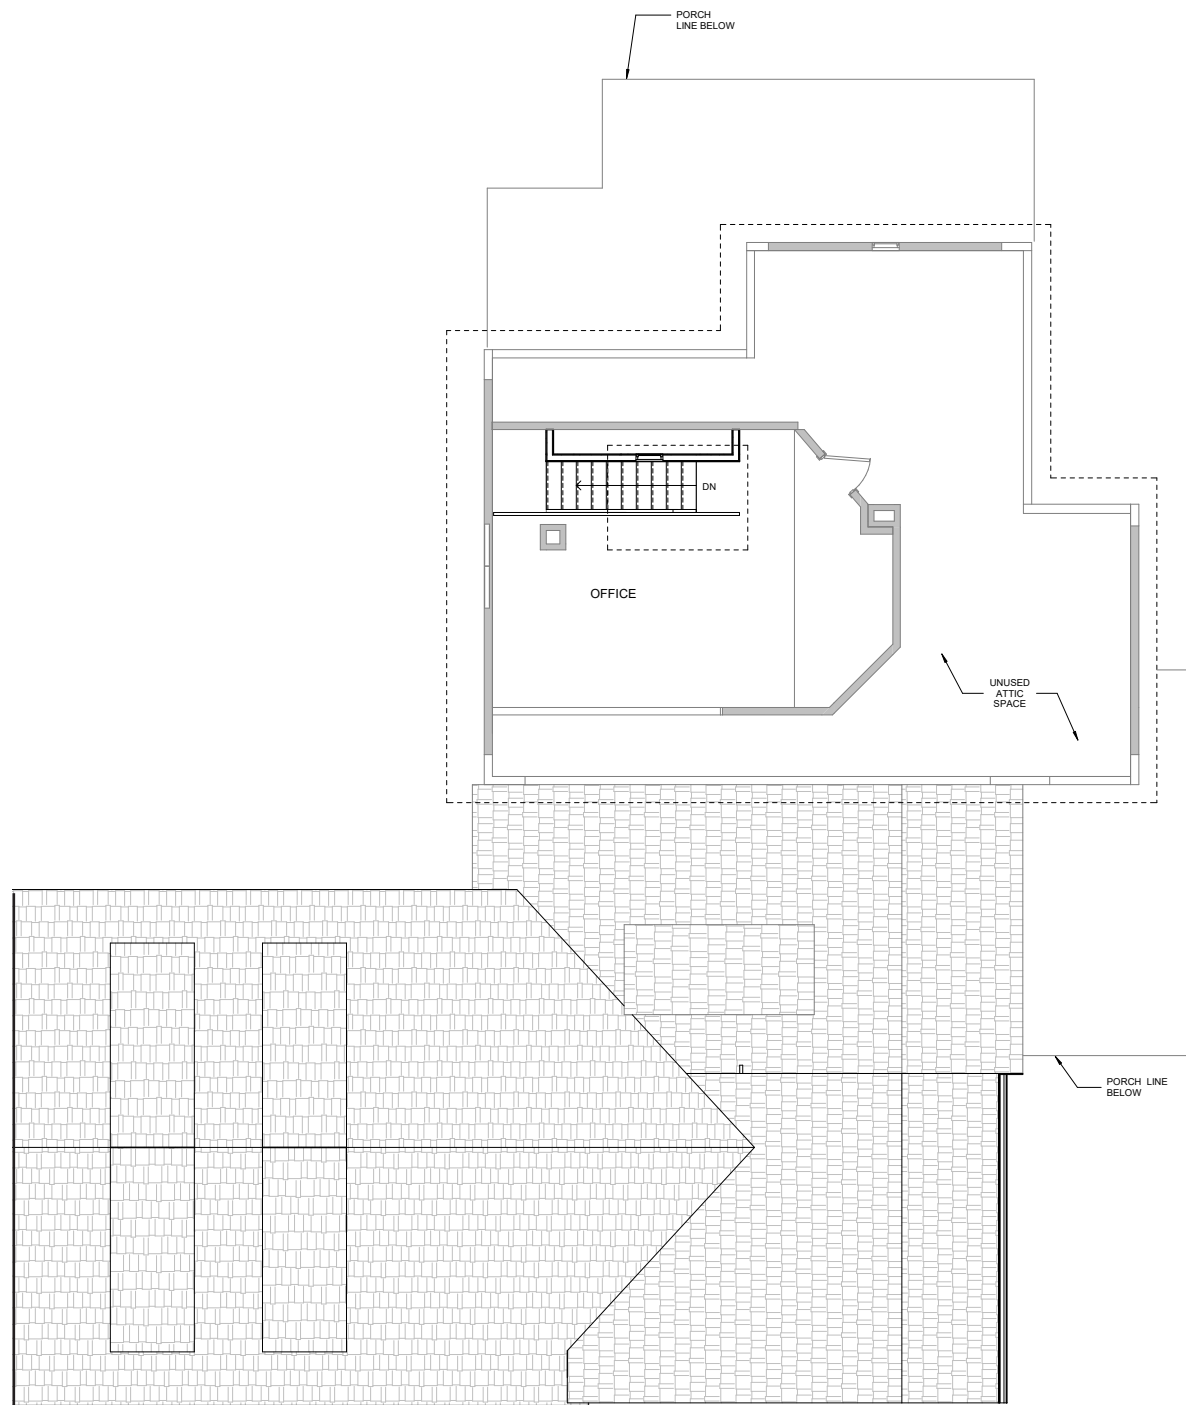 PORCH
LINE BELOW
DN
OFFICE
UNUSED
ATTIC
SPACE
PORCH LINE
BELOW